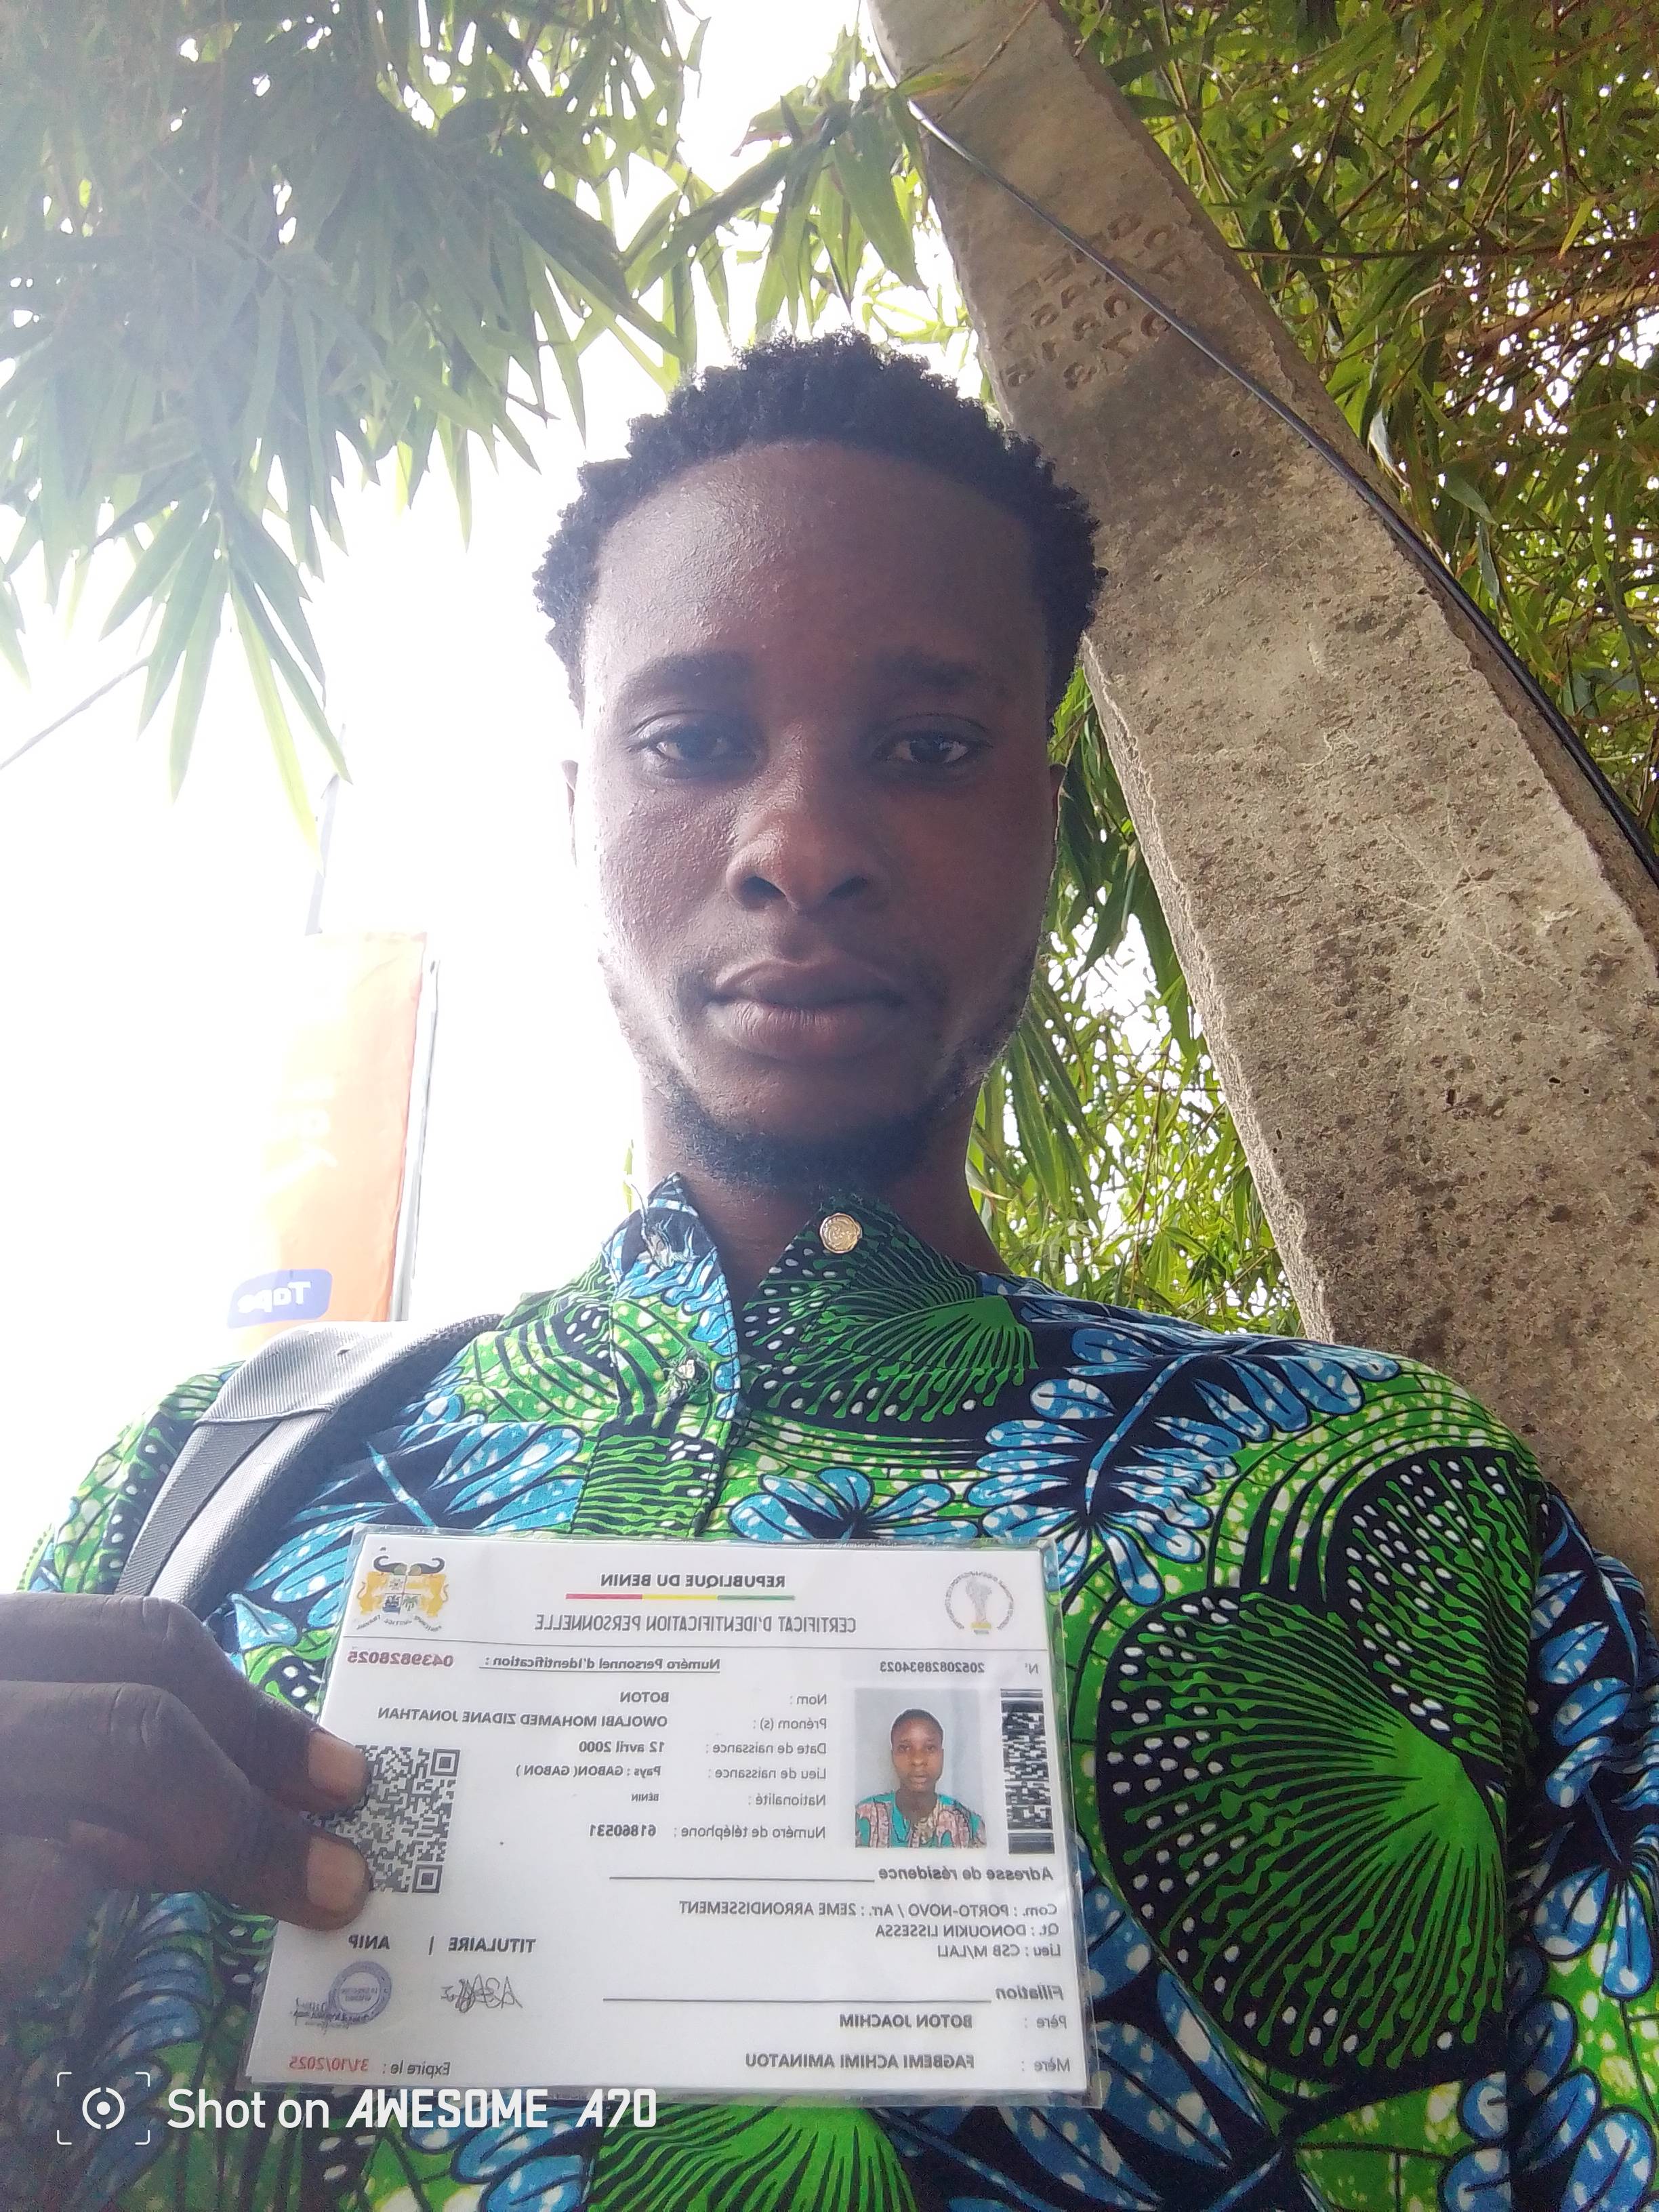 Tape
REPUBLIQUE DU BENIN
CERTIFICAT D'IDENTIFICATION PERSONNELLE
N° 20520828934023
Numéro Personnel d'Identification : 0439828025
Nom : BOTON
Prénom (s) : OWOLABI MOHAMED ZIDANE JONATHAN
Date de naissance : 12 avril 2000
Lieu de naissance : Pays : GABON( GABON )
Nationalité : BENIN
Numéro de téléphone : 61860531
Adresse de résidence
Com. : PORTO-NOVO / Arr. : 2EME ARRONDISSEMENT
Qt. : DONOUKIN LISSESSA
Lieu : CSB M/LALI
TITULAIRE | ANIP
Filiation
Père : BOTON JOACHIM
Mère : FAGBEMI ACHIMI AMINATOU
Expire le : 31/10/2025
Shot on AWESOME A70